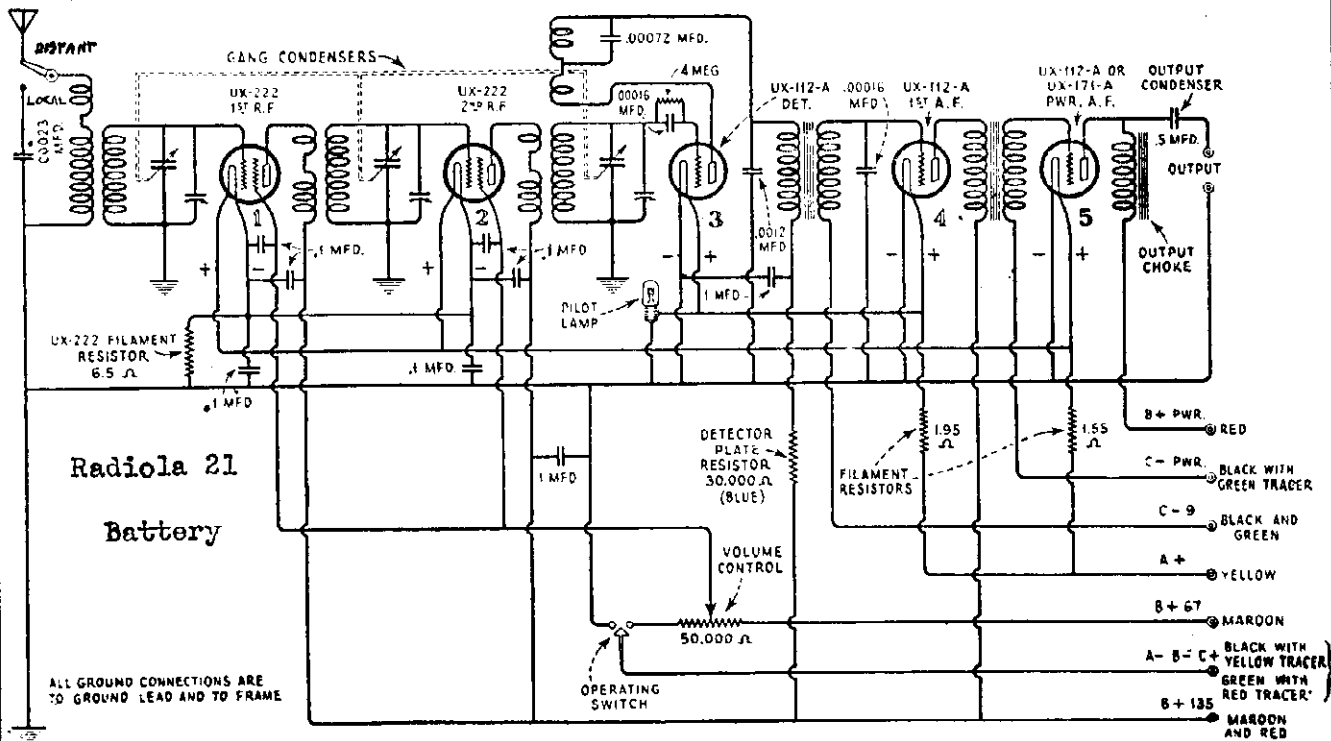 DISTANT
LOCAL
.00023
MFD.
GANG CONDENSERS
UX-222
1ST R.F
UX-222
2ND R.F
.00072 MFD.
.4 MEG
.00016
MFD.
UX-112-A
DET.
.00016
MFD
UX-112-A
1ST A.F.
UX-112-A OR
UX-171-A
PWR, A.F.
OUTPUT
CONDENSER
.5 MFD.
OUTPUT
OUTPUT
CHOKE
1
2
3
4
5
+
-
+
-
-
+
-
+
-
+
.1 MFD.
.1 MFD
.0012
MFD
.1 MFD
PILOT
LAMP
UX-222 FILAMENT
RESISTOR
6.5 Ω
.1 MFD
.1 MFD.
.1 MFD
DETECTOR
PLATE
RESISTOR
30,000 Ω
(BLUE)
1.95
Ω
1.55
Ω
FILAMENT
RESISTORS
Radiola 21
Battery
VOLUME
CONTROL
50,000 Ω
OPERATING
SWITCH
B+ PWR.
RED
C- PWR.
BLACK WITH
GREEN TRACER
C-9
BLACK AND
GREEN
A+
YELLOW
B+67
MAROON
A- B- C+
BLACK WITH
YELLOW TRACER
GREEN WITH
RED TRACER
B+135
MAROON
AND RED
ALL GROUND CONNECTIONS ARE
TO GROUND LEAD AND TO FRAME